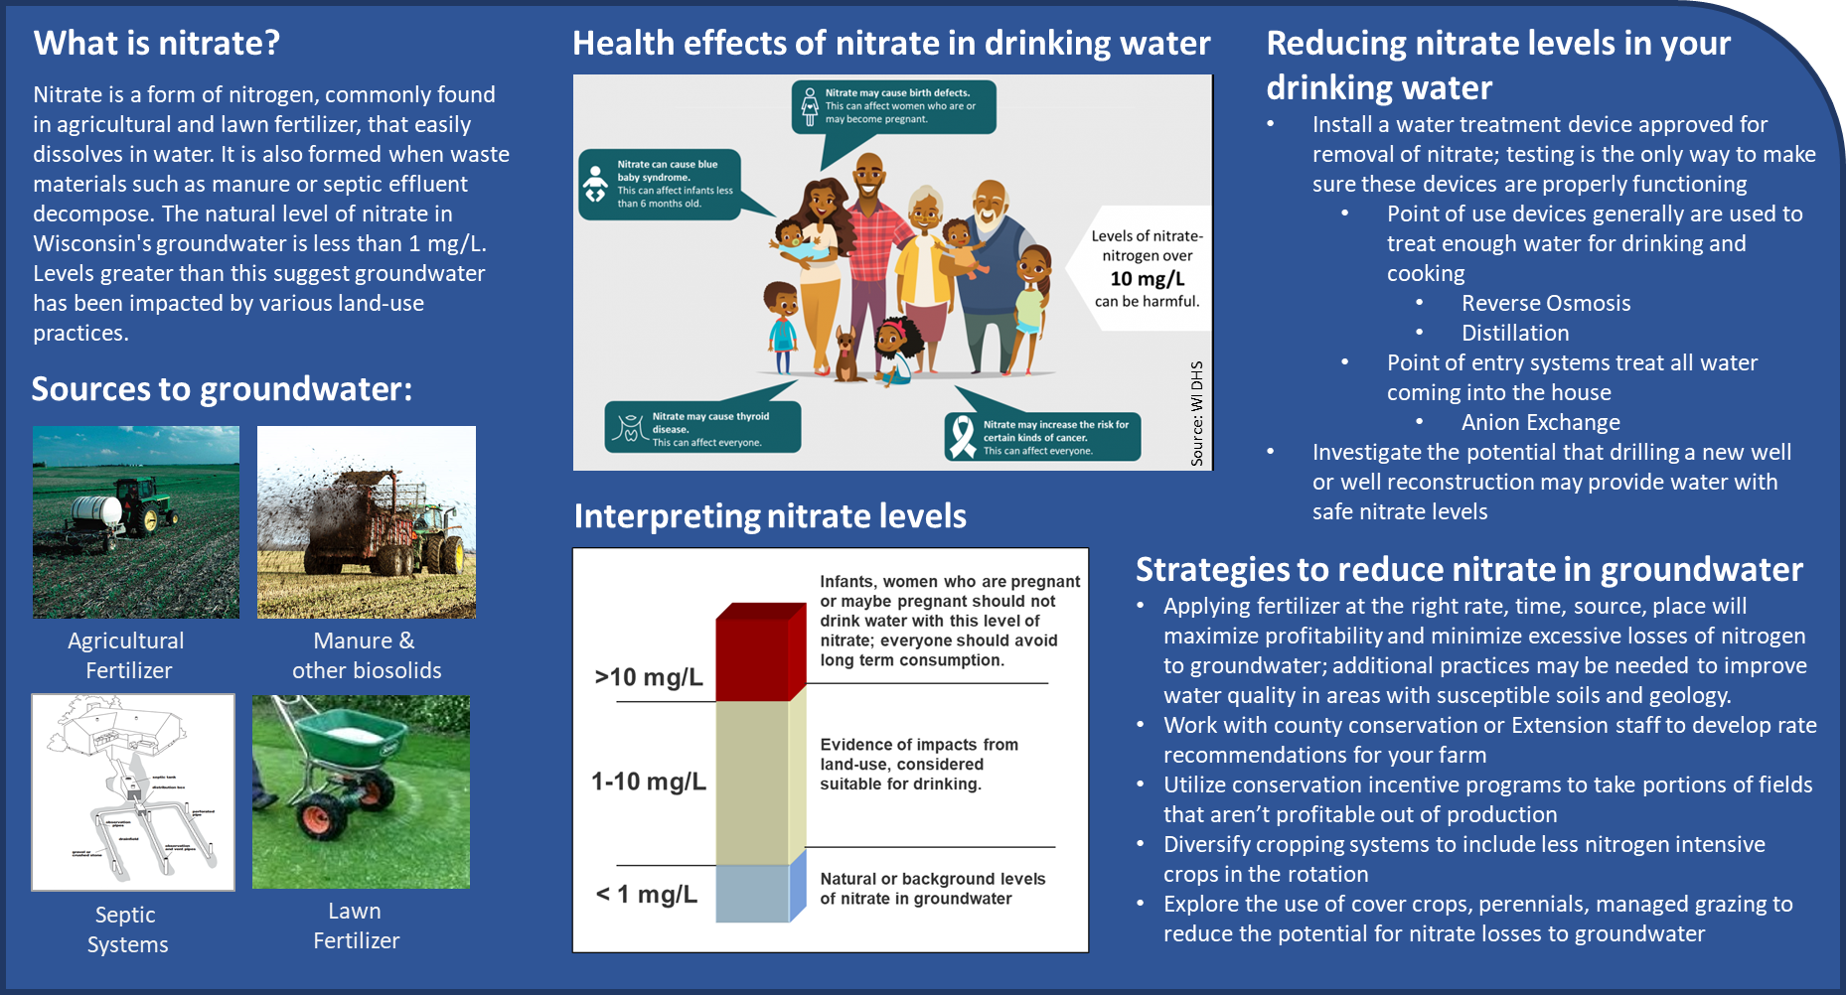 What is nitrate?
Nitrate is a form of nitrogen, commonly found
in agricultural and lawn fertilizer, that easily
dissolves in water. It is also formed when waste
materials such as manure or septic effluent
decompose. The natural level of nitrate in
Wisconsin's groundwater is less than 1 mg/L.
Levels greater than this suggest groundwater
has been impacted by various land-use
practices.
Sources to groundwater:
Agricultural
Fertilizer
Manure &
other biosolids
septic tank
distribution box
perforated
pipe
observation
pipes
drainfield
gravel or
crushed stone
observation
and vent pipes
Septic
Systems
Lawn
Fertilizer
Health effects of nitrate in drinking water
Nitrate may cause birth defects.
This can affect women who are or
may become pregnant.
Nitrate can cause blue
baby syndrome.
This can affect infants less
than 6 months old.
Levels of nitrate-
nitrogen over
10 mg/L
can be harmful.
Nitrate may cause thyroid
disease.
This can affect everyone.
Nitrate may increase the risk for
certain kinds of cancer.
This can affect everyone.
Source: WI DHS
Interpreting nitrate levels
>10 mg/L
Infants, women who are pregnant
or maybe pregnant should not
drink water with this level of
nitrate; everyone should avoid
long term consumption.
1-10 mg/L
Evidence of impacts from
land-use, considered
suitable for drinking.
< 1 mg/L
Natural or background levels
of nitrate in groundwater
Reducing nitrate levels in your
drinking water
• Install a water treatment device approved for
removal of nitrate; testing is the only way to make
sure these devices are properly functioning
• Point of use devices generally are used to
treat enough water for drinking and
cooking
• Reverse Osmosis
• Distillation
• Point of entry systems treat all water
coming into the house
• Anion Exchange
• Investigate the potential that drilling a new well
or well reconstruction may provide water with
safe nitrate levels
Strategies to reduce nitrate in groundwater
• Applying fertilizer at the right rate, time, source, place will
maximize profitability and minimize excessive losses of nitrogen
to groundwater; additional practices may be needed to improve
water quality in areas with susceptible soils and geology.
• Work with county conservation or Extension staff to develop rate
recommendations for your farm
• Utilize conservation incentive programs to take portions of fields
that aren’t profitable out of production
• Diversify cropping systems to include less nitrogen intensive
crops in the rotation
• Explore the use of cover crops, perennials, managed grazing to
reduce the potential for nitrate losses to groundwater